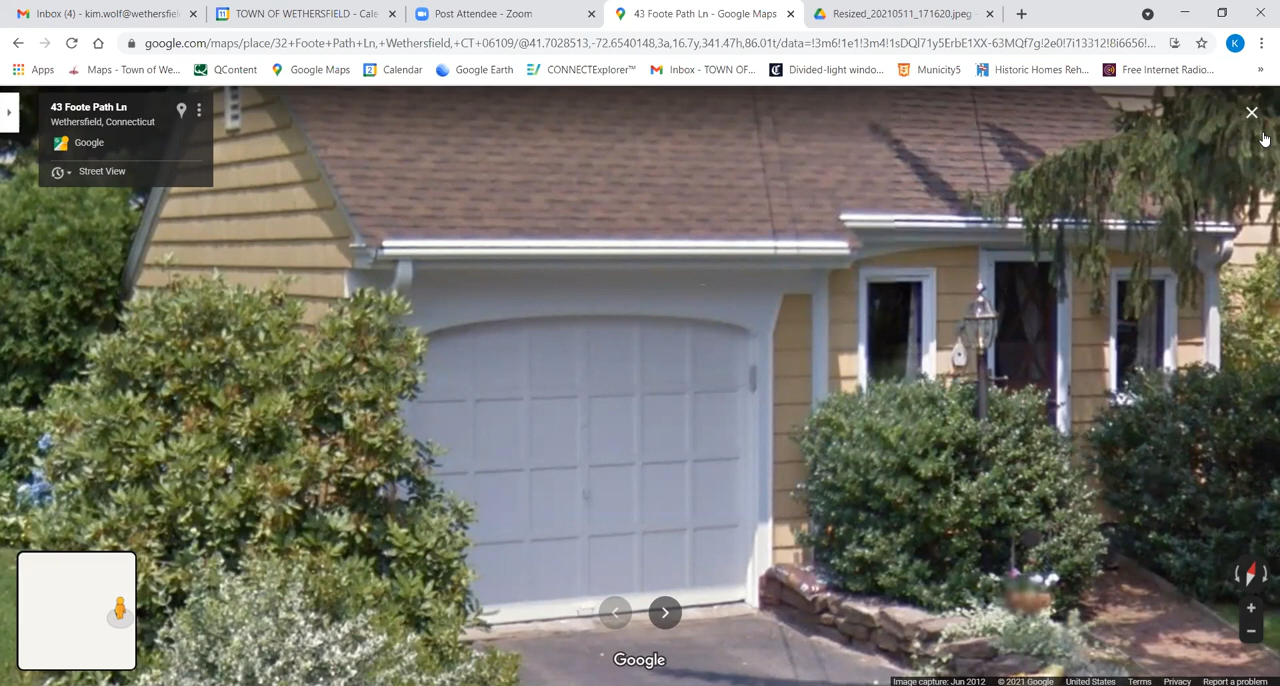 Inbox (4) - kim.wolf@wethersfiel
TOWN OF WETHERSFIELD - Cale
Post Attendee - Zoom
43 Foote Path Ln - Google Maps
Resized_20210511_171620.jpeg -
google.com/maps/place/32+Foote+Path+Ln,+Wethersfield,+CT+06109/@41.7028513,-72.6540148,3a,16.7y,341.47h,86.01t/data=!3m6!1e1!3m4!1sDQl71y5ErbE1XX-63MQf7g!2e0!7i13312!8i6656!...
K
Apps
Maps - Town of We...
QContent
Google Maps
Calendar
Google Earth
CONNECTExplorer™
Inbox - TOWN OF...
Divided-light windo...
Municity5
Historic Homes Reh...
Free Internet Radio...
»
43 Foote Path Ln
Wethersfield, Connecticut
Google
Street View
Google
Image capture: Jun 2012 © 2021 Google United States Terms Privacy Report a problem